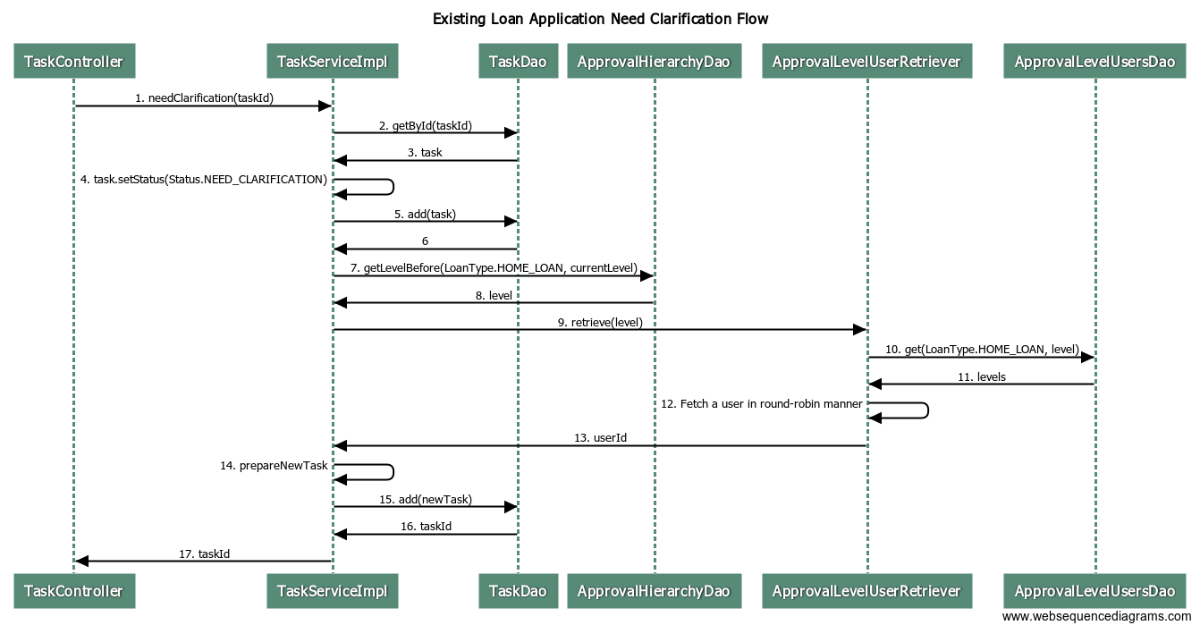 Existing Loan Application Need Clarification Flow
TaskController TaskServiceImpl TaskDao ApprovalHierarchyDao ApprovalLevelUserRetriever ApprovalLevelUsersDao
1. needClarification(taskId)
2. getById(taskId)
3. task
4. task.setStatus(Status.NEED_CLARIFICATION)
5. add(task)
6
7. getLevelBefore(LoanType.HOME_LOAN, currentLevel)
8. level
9. retrieve(level)
10. get(LoanType.HOME_LOAN, level)
11. levels
12. Fetch a user in round-robin manner
13. userId
14. prepareNewTask
15. add(newTask)
16. taskId
17. taskId
TaskController TaskServiceImpl TaskDao ApprovalHierarchyDao ApprovalLevelUserRetriever ApprovalLevelUsersDao
www.websequencediagrams.com